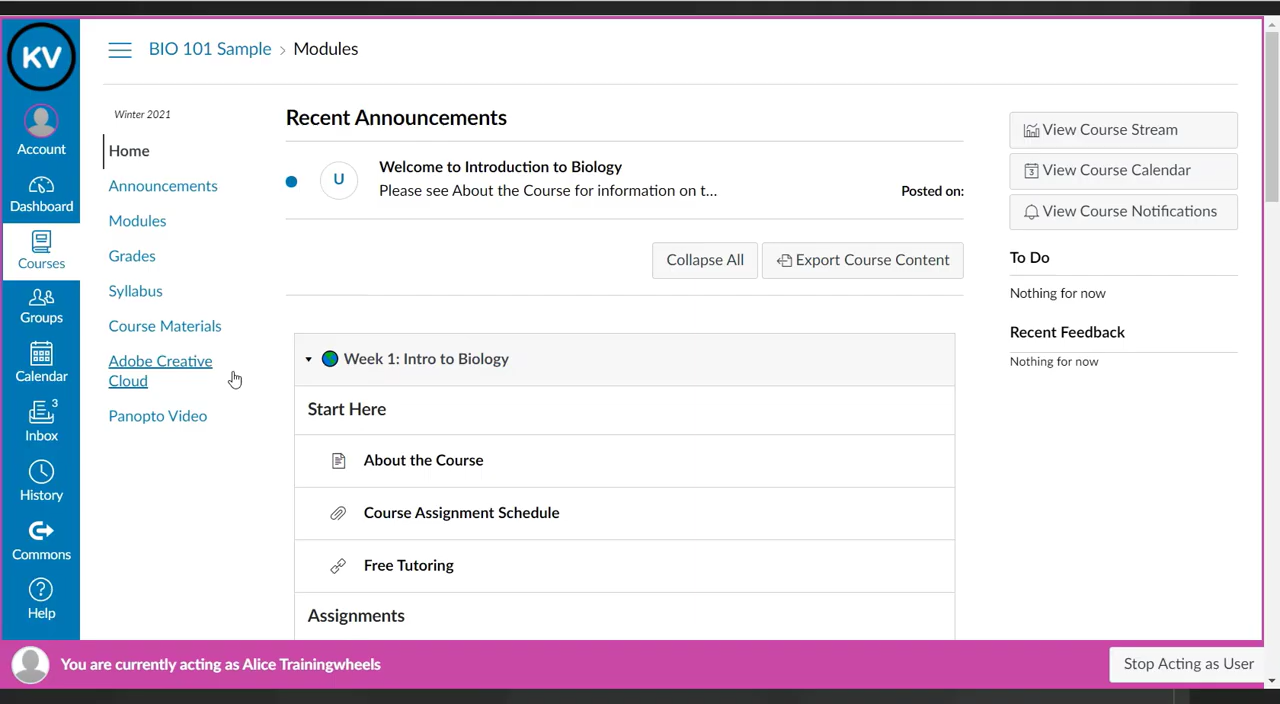 KV
Account
Dashboard
Courses
Groups
Calendar
3
Inbox
History
Commons
Help
BIO 101 Sample › Modules
Winter 2021
Home
Announcements
Modules
Grades
Syllabus
Course Materials
Adobe Creative
Cloud
Panopto Video
Recent Announcements
U
Welcome to Introduction to Biology
Please see About the Course for information on t...
Posted on:
Collapse All
Export Course Content
Week 1: Intro to Biology
Start Here
About the Course
Course Assignment Schedule
Free Tutoring
Assignments
View Course Stream
3
View Course Calendar
View Course Notifications
To Do
Nothing for now
Recent Feedback
Nothing for now
You are currently acting as Alice Trainingwheels
Stop Acting as User